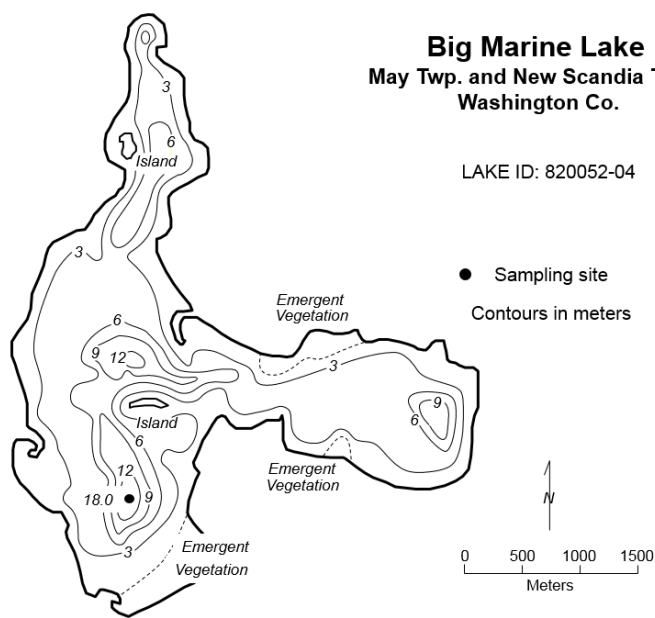 Big Marine Lake
May Twp. and New Scandia
Washington Co.
LAKE ID: 820052-04
Sampling site
Contours in meters
3
6
Island
3
6
9
12
Emergent
Vegetation
3
9
6
Island
6
12
18.0
9
3
Emergent
Vegetation
Emergent
Vegetation
N
0 500 1000 1500
Meters